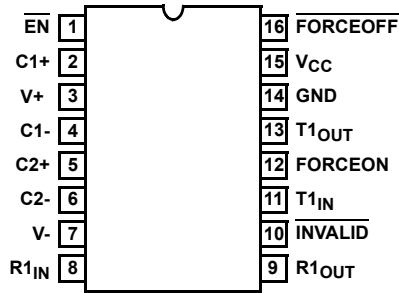 EN 1 16 FORCEOFF
C1+ 2 15 VCC
V+ 3 14 GND
C1- 4 13 T1OUT
C2+ 5 12 FORCEON
C2- 6 11 T1IN
V- 7 10 INVALID
R1IN 8 9 R1OUT